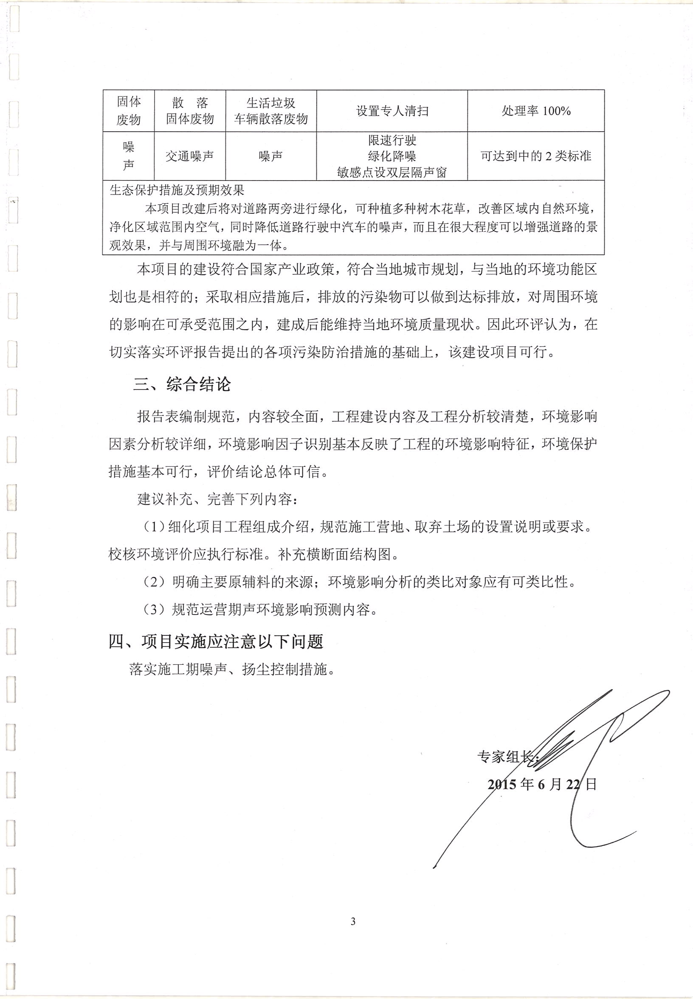 固体
废物
散 落
固体废物
生活垃圾
车辆散落废物
设置专人清扫
处理率 100%
噪
声
交通噪声
噪声
限速行驶
绿化降噪
敏感点设双层隔声窗
可达到中的 2 类标准
生态保护措施及预期效果
本项目改建后将对道路两旁进行绿化，可种植多种树木花草，改善区域内自然环境，
净化区域范围内空气，同时降低道路行驶中汽车的噪声，而且在很大程度可以增强道路的景
观效果，并与周围环境融为一体。
本项目的建设符合国家产业政策，符合当地城市规划，与当地的环境功能区
划也是相符的；采取相应措施后，排放的污染物可以做到达标排放，对周围环境
的影响在可承受范围之内，建成后能维持当地环境质量现状。因此环评认为，在
切实落实环评报告提出的各项污染防治措施的基础上，该建设项目可行。
三、综合结论
报告表编制规范，内容较全面，工程建设内容及工程分析较清楚，环境影响
因素分析较详细，环境影响因子识别基本反映了工程的环境影响特征，环境保护
措施基本可行，评价结论总体可信。
建议补充、完善下列内容：
（1）细化项目工程组成介绍，规范施工营地、取弃土场的设置说明或要求。
校核环境评价应执行标准。补充横断面结构图。
（2）明确主要原辅料的来源；环境影响分析的类比对象应有可类比性。
（3）规范运营期声环境影响预测内容。
四、项目实施应注意以下问题
落实施工期噪声、扬尘控制措施。
专家组长：
2015 年 6 月 22 日
3